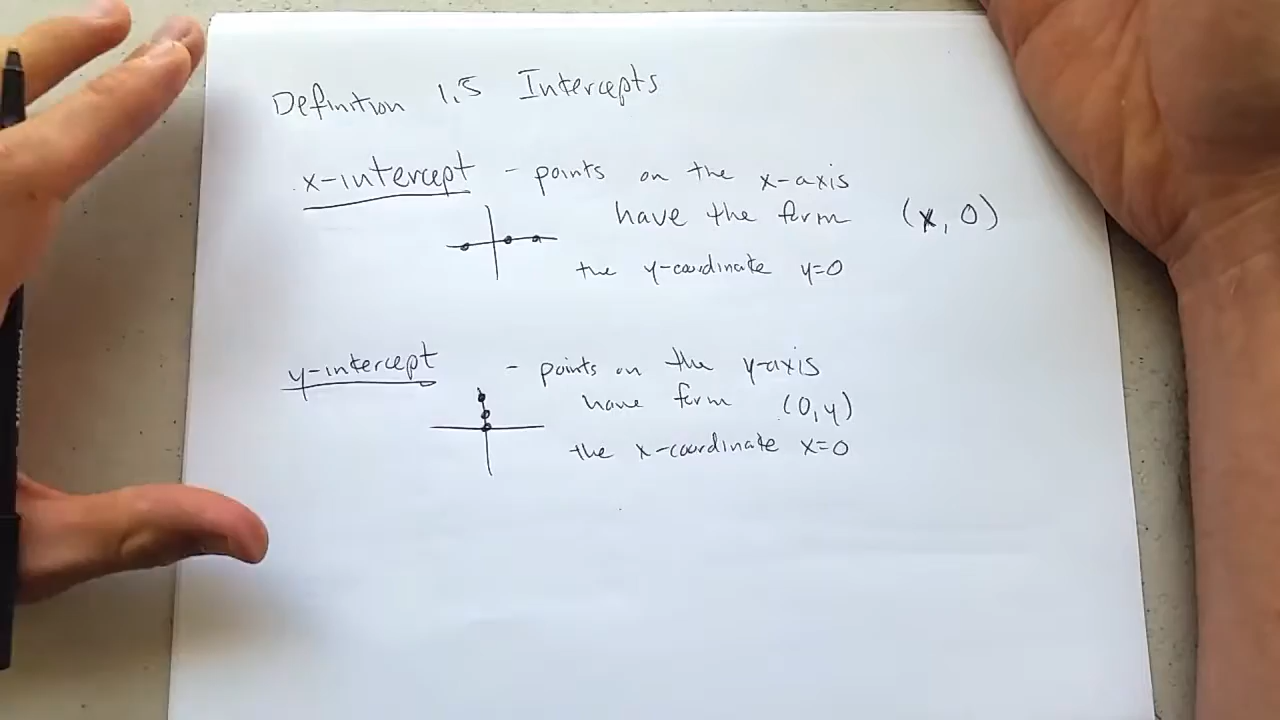 Definition 1.5 Intercepts
x-intercept - points on the x-axis
have the form (x, 0)
the y-coordinate y=0
y-intercept - points on the y-axis
have form (0, y)
the x-coordinate x=0